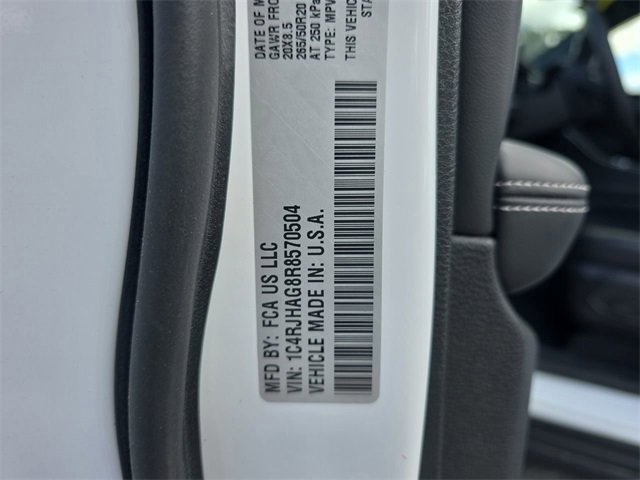 DATE OF M
GAWR FRO
20X8.5
265/50R20
AT 250 kPa
TYPE: MPV
THIS VEHIC
STA
MFD BY: FCA US LLC
VIN: 1C4RJHAG8R8570504
VEHICLE MADE IN: U.S.A.